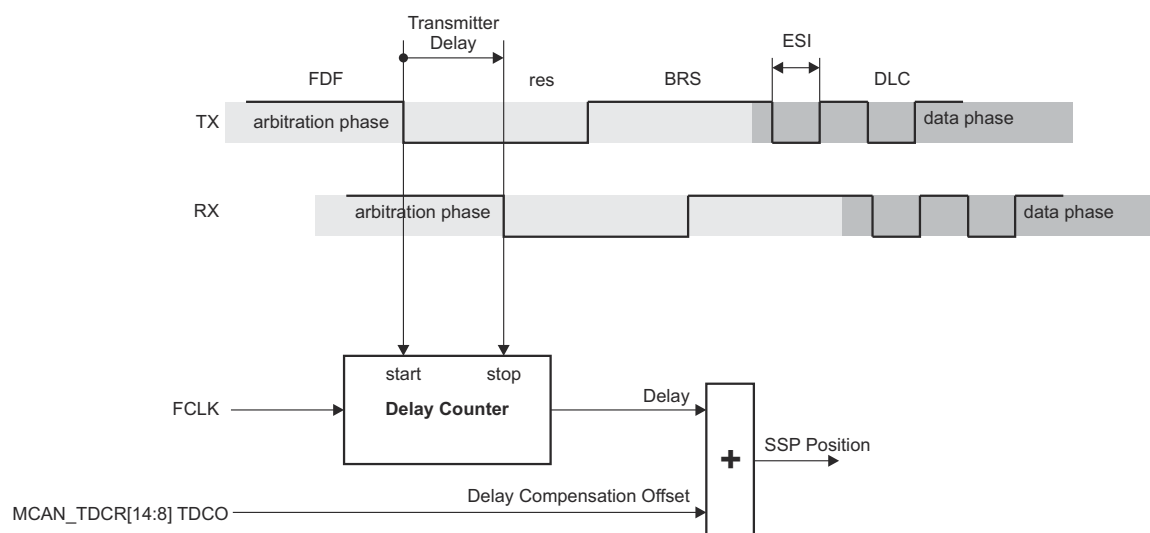 Transmitter
Delay
ESI
FDF
res
BRS
DLC
TX
arbitration phase
data phase
RX
arbitration phase
data phase
start
stop
FCLK
Delay Counter
Delay
SSP Position
+
Delay Compensation Offset
MCAN_TDCR[14:8] TDCO